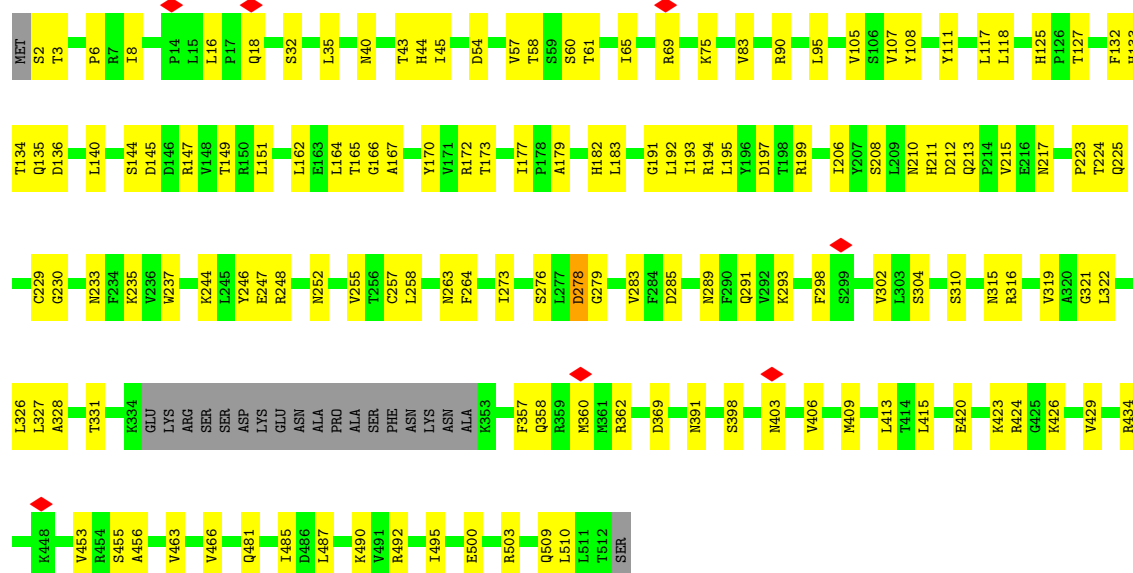 MET S2 T3 P6 R7 I8 P14 L15 L16 P17 Q18 S32 L35 N40 T43 H44 I45 D54 V57 T58 S59 S60 T61 I65 R69 K75 V83 R90 L95 V105 S106 V107 Y108 Y111 L117 L118 H125 P126 T127 F132 H133
T134 Q135 D136 L140 S144 D145 D146 R147 V148 T149 R150 L151 L162 E163 L164 T165 G166 A167 Y170 V171 R172 T173 I177 P178 A179 H182 L183 G191 L192 I193 R194 L195 Y196 D197 T198 R199 I206 Y207 S208 L209 N210 H211 D212 Q213 P214 V215 E216 N217 P223 T224 Q225
C229 G230 N233 F234 K235 V236 W237 K244 L245 Y246 E247 R248 N252 V255 T256 C257 L258 N263 F264 I273 S276 L277 D278 G279 V283 F284 D285 N289 F290 Q291 V292 K293 F298 S299 V302 L303 S304 S310 N315 R316 V319 A320 G321 L322
L326 L327 A328 T331 K334 GLU LYS ARG SER SER ASP LYS GLU ASN ALA PRO ALA SER PHE ASN LYS ASN ALA K353 F357 Q358 R359 M360 M361 R362 D369 N391 S398 N403 V406 M409 L413 T414 L415 E420 K423 R424 G425 K426 V429 R434
K448 V453 R454 S455 A456 V463 V466 Q481 I485 D486 L487 K490 V491 R492 I495 E500 R503 Q509 L510 L511 T512 SER